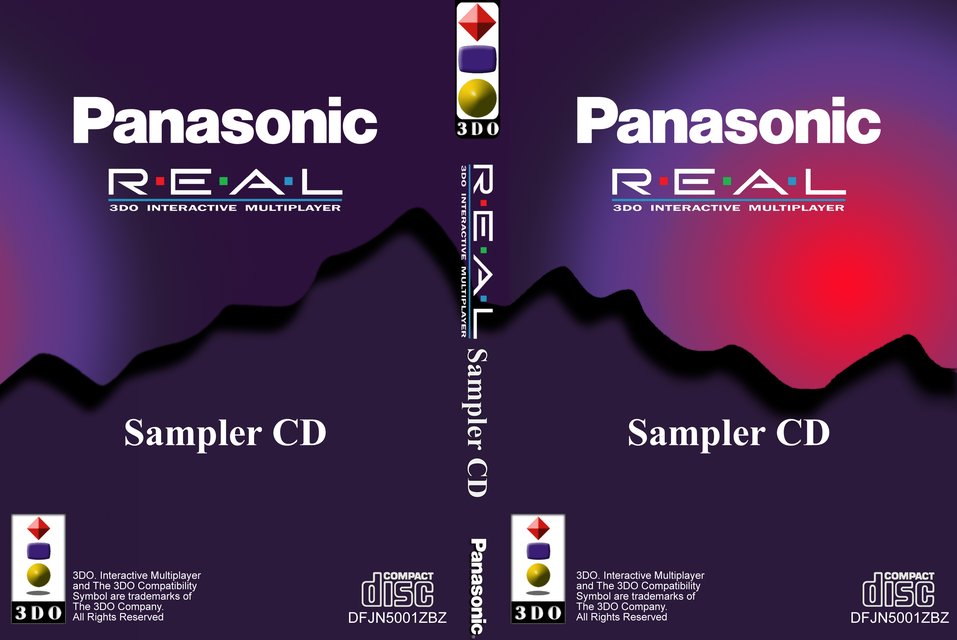 Panasonic
R·E·A·L
3DO INTERACTIVE MULTIPLAYER
Sampler CD
3DO
3DO. Interactive Multiplayer
and The 3DO Compatibility
Symbol are trademarks of
The 3DO Company.
All Rights Reserved
COMPACT
disc
DFJN5001ZBZ
3DO
R·E·A·L
3DO INTERACTIVE MULTIPLAYER
Sampler CD
Panasonic.
Panasonic
R·E·A·L
3DO INTERACTIVE MULTIPLAYER
Sampler CD
3DO
3DO. Interactive Multiplayer
and The 3DO Compatibility
Symbol are trademarks of
The 3DO Company.
All Rights Reserved
COMPACT
disc
DFJN5001ZBZ